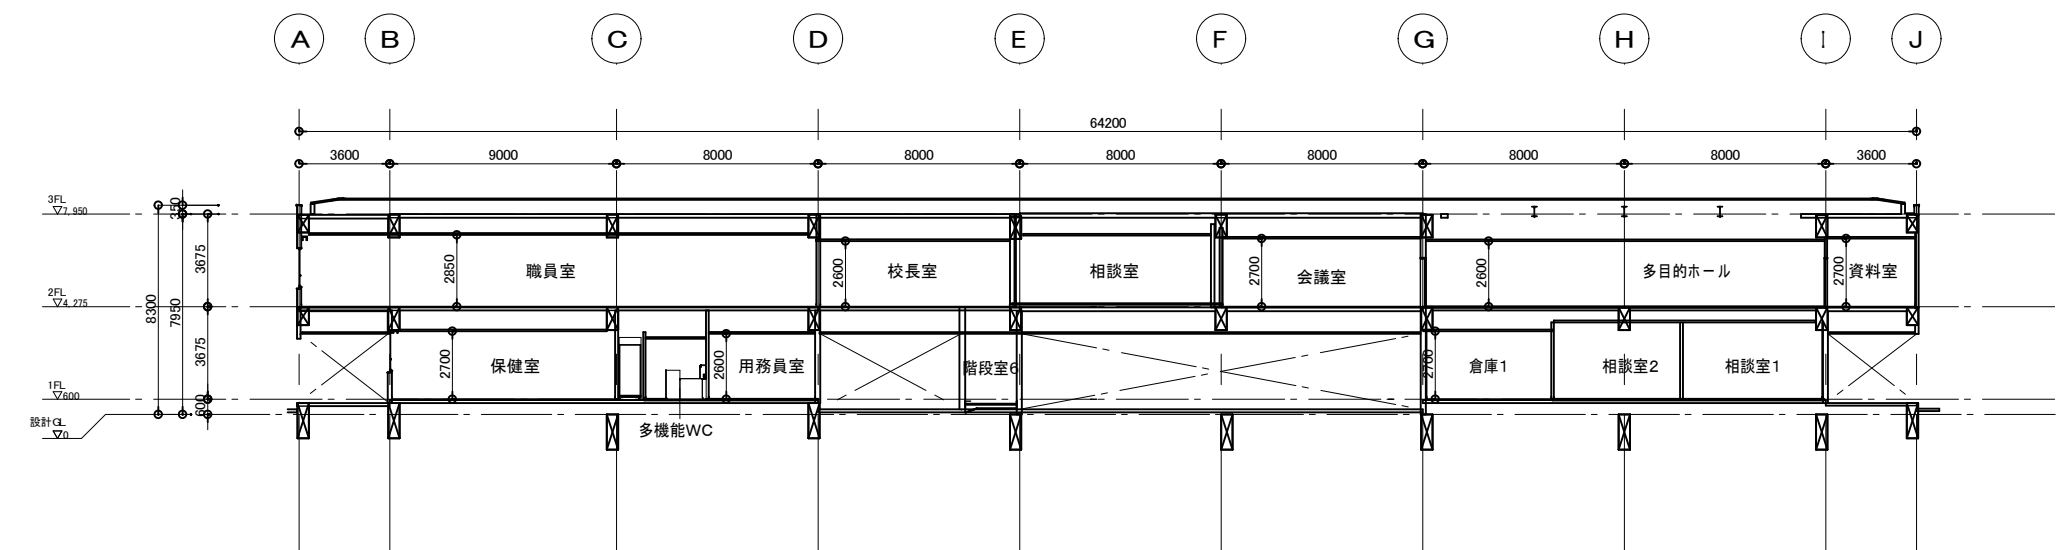 A B C D E F G H I J
64200
3600 9000 8000 8000 8000 8000 8000 8000 3600
3FL
▽7,950
350
3675
2850 職員室 2600 校長室 相談室 2700 会議室 2600 多目的ホール 2700 資料室
2FL
▽4,275
8300 7950
3675
2700 保健室 2600 用務員室 階段室6 2700 倉庫1 相談室2 相談室1
1FL
▽600
600
設計GL
▽0
多機能WC